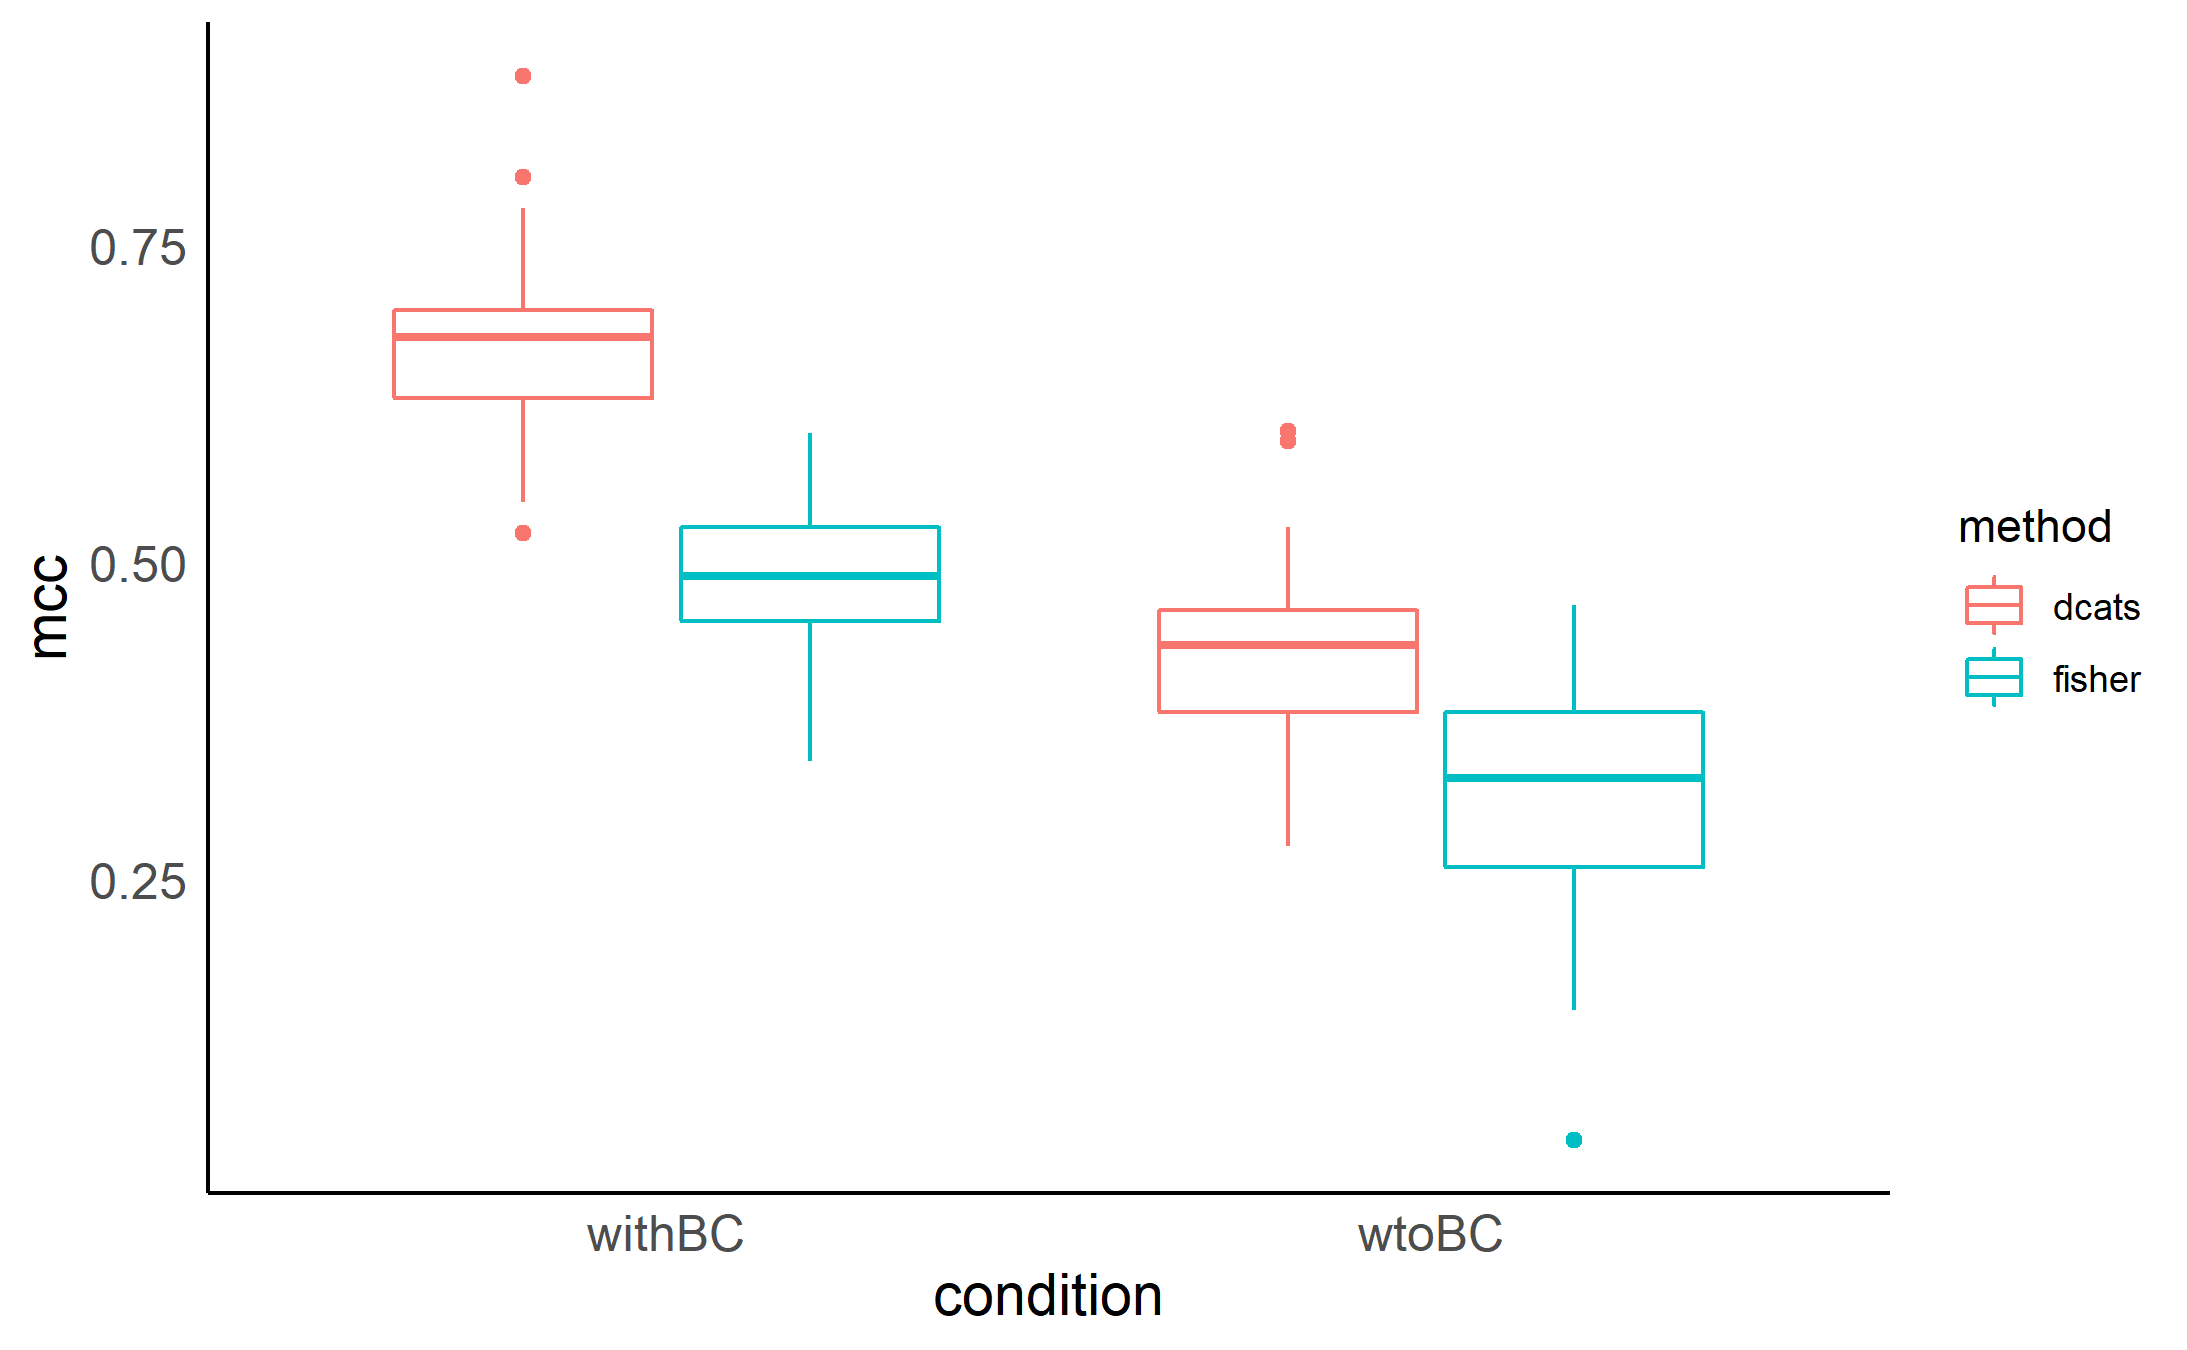 mcc
0.75
0.50
0.25
withBC
wtoBC
condition
method
dcats
fisher